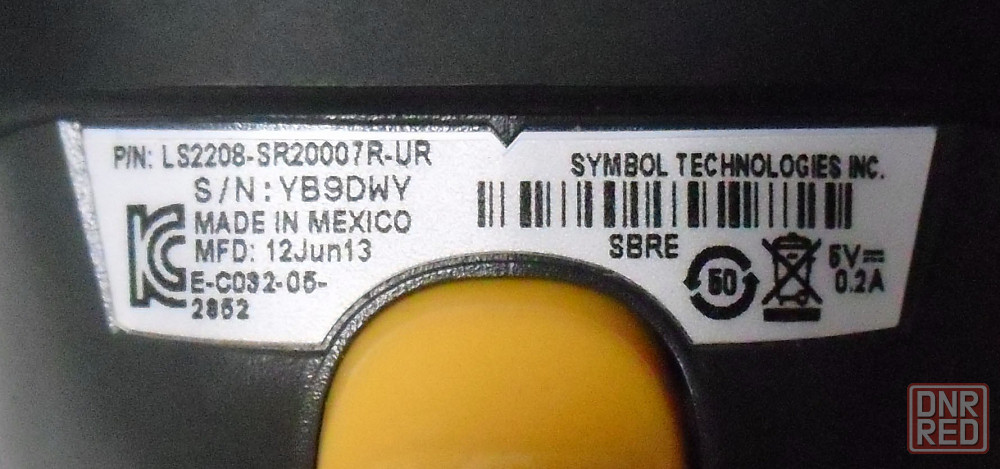 P/N: LS2208-SR20007R-UR
S/N: YB9DWY
MADE IN MEXICO
MFD: 12Jun13
E-C032-05-
2852
SYMBOL TECHNOLOGIES INC.
SBRE
50
5V⎓
0.2A
DNR
RED